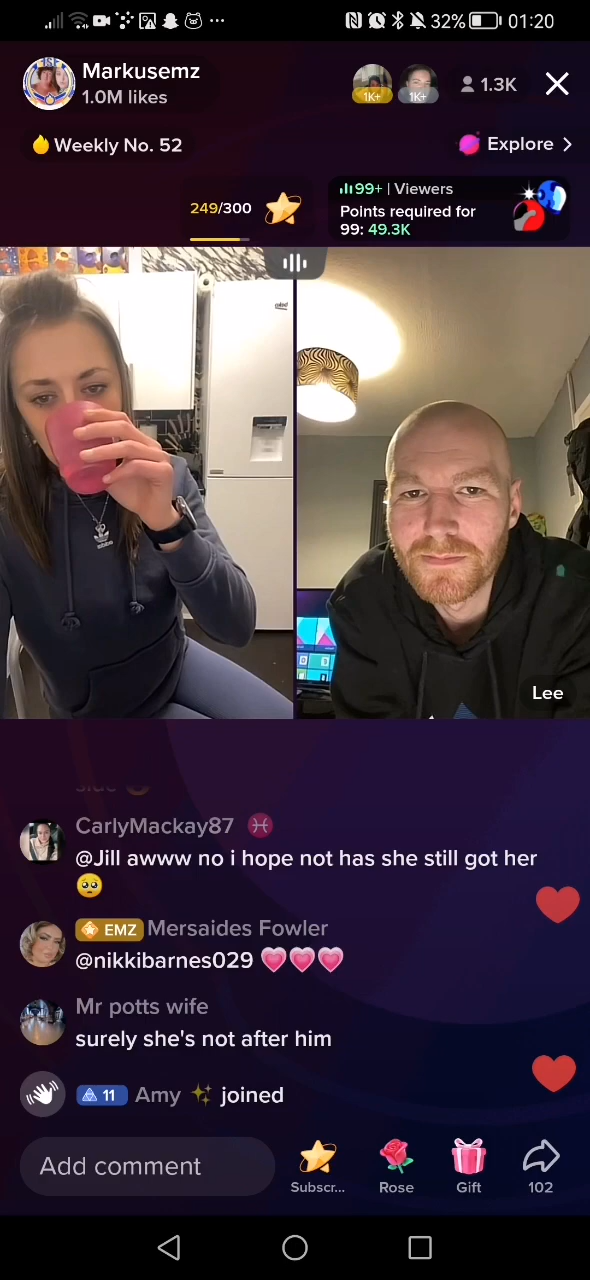 32% 01:20
Markusemz
1.0M likes
1K+ 1K+ 1.3K
Weekly No. 52
Explore
249/300
99+ | Viewers
Points required for
99: 49.3K
Lee
CarlyMackay87 ♓
@Jill awww no i hope not has she still got her
🥺
EMZ Mersaides Fowler
@nikkibarnes029 💗💗💗
Mr potts wife
surely she's not after him
11 Amy ✨ joined
Add comment
Subscr... Rose Gift 102